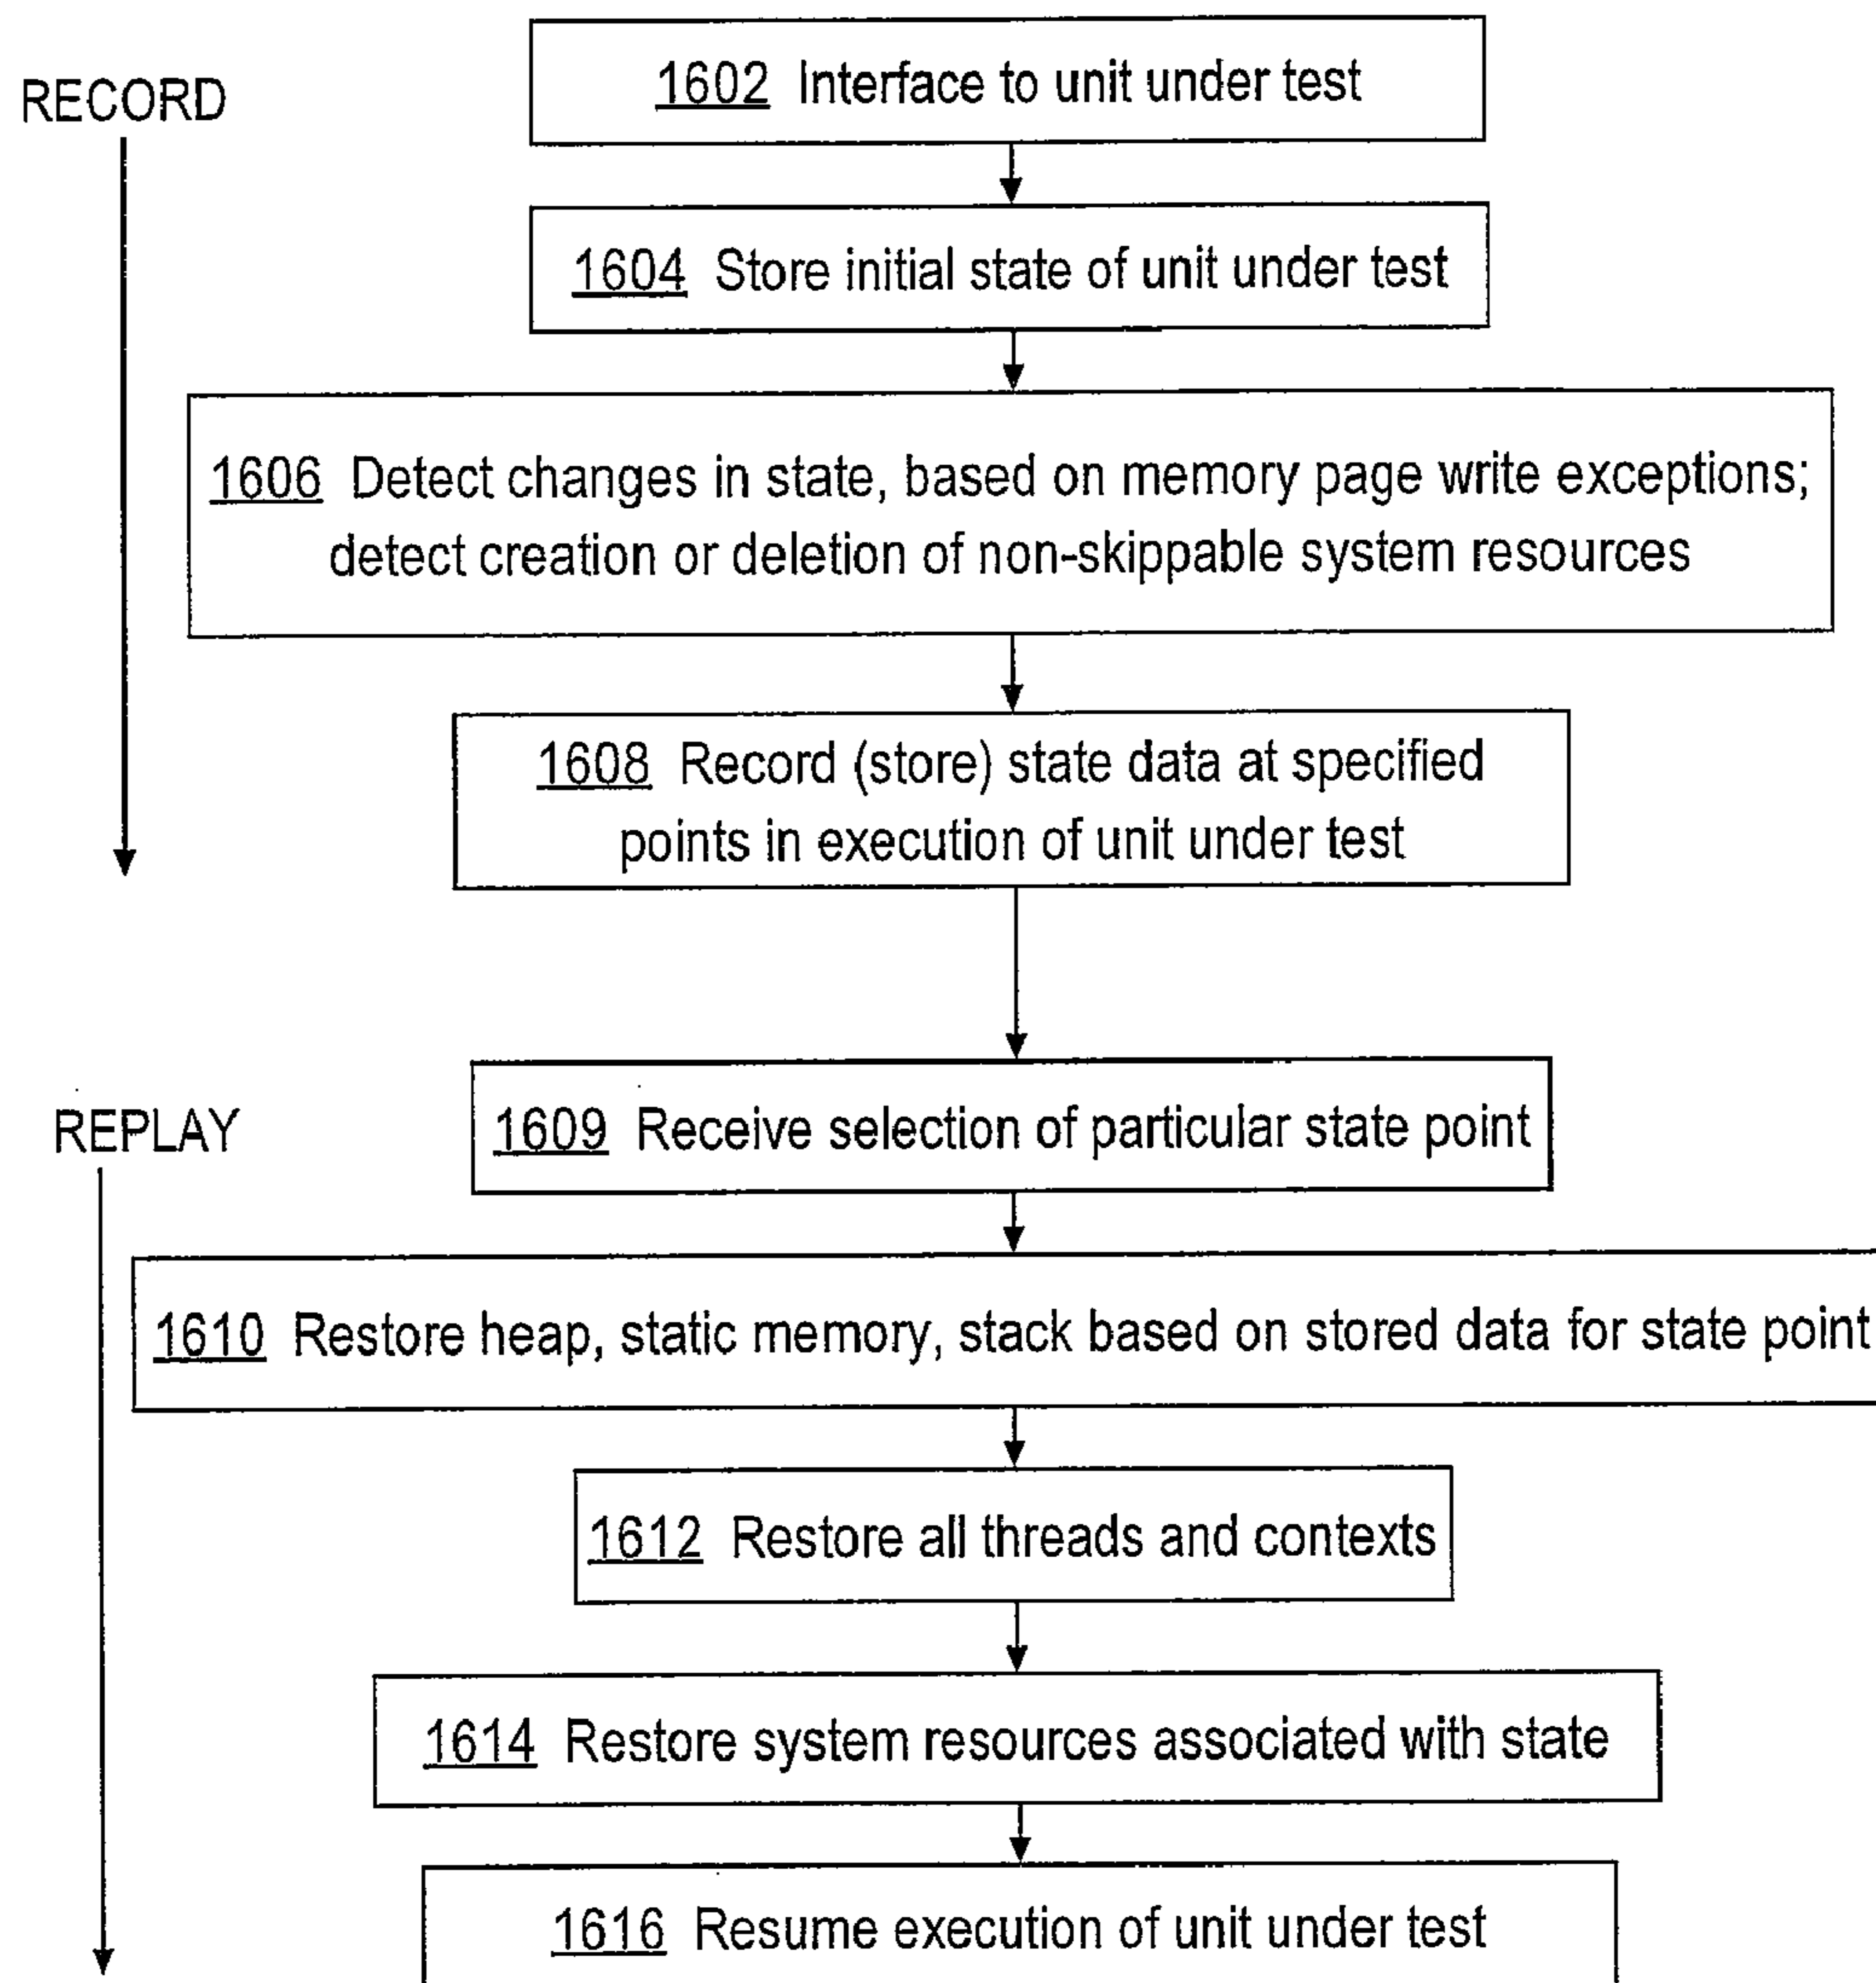 RECORD
1602 Interface to unit under test
1604 Store initial state of unit under test
1606 Detect changes in state, based on memory page write exceptions;
detect creation or deletion of non-skippable system resources
1608 Record (store) state data at specified
points in execution of unit under test
REPLAY
1609 Receive selection of particular state point
1610 Restore heap, static memory, stack based on stored data for state point
1612 Restore all threads and contexts
1614 Restore system resources associated with state
1616 Resume execution of unit under test